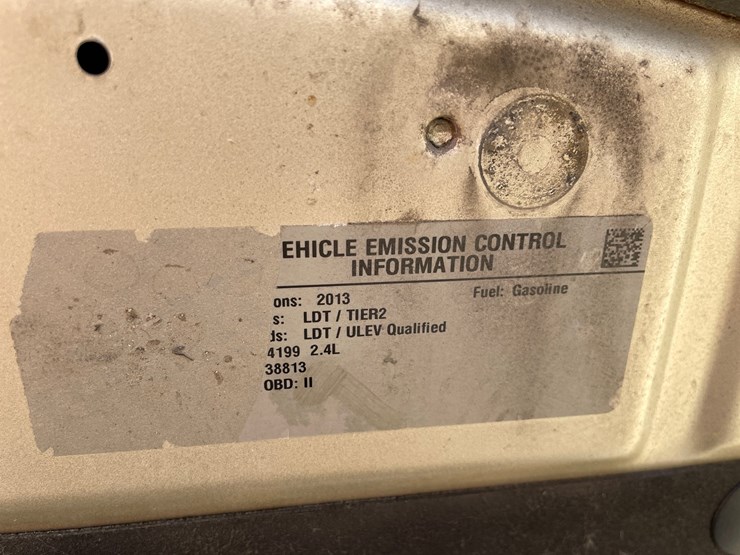 EHICLE EMISSION CONTROL
INFORMATION
ons: 2013 Fuel: Gasoline
s: LDT / TIER2
ds: LDT / ULEV Qualified
4199 2.4L
38813
OBD: II